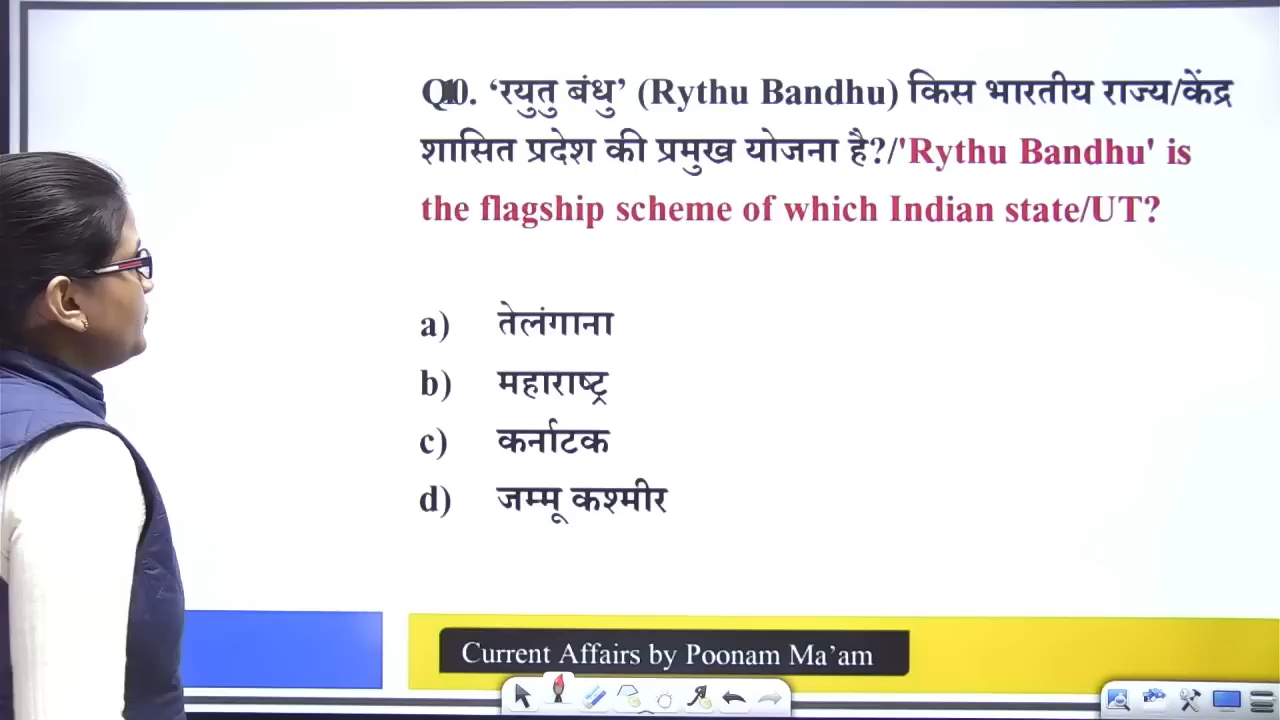 Q10. ‘रयुतु बंधु’ (Rythu Bandhu) किस भारतीय राज्य/केंद्र
शासित प्रदेश की प्रमुख योजना है?/'Rythu Bandhu' is
the flagship scheme of which Indian state/UT?
a) तेलंगाना
b) महाराष्ट्र
c) कर्नाटक
d) जम्मू कश्मीर
Current Affairs by Poonam Ma’am